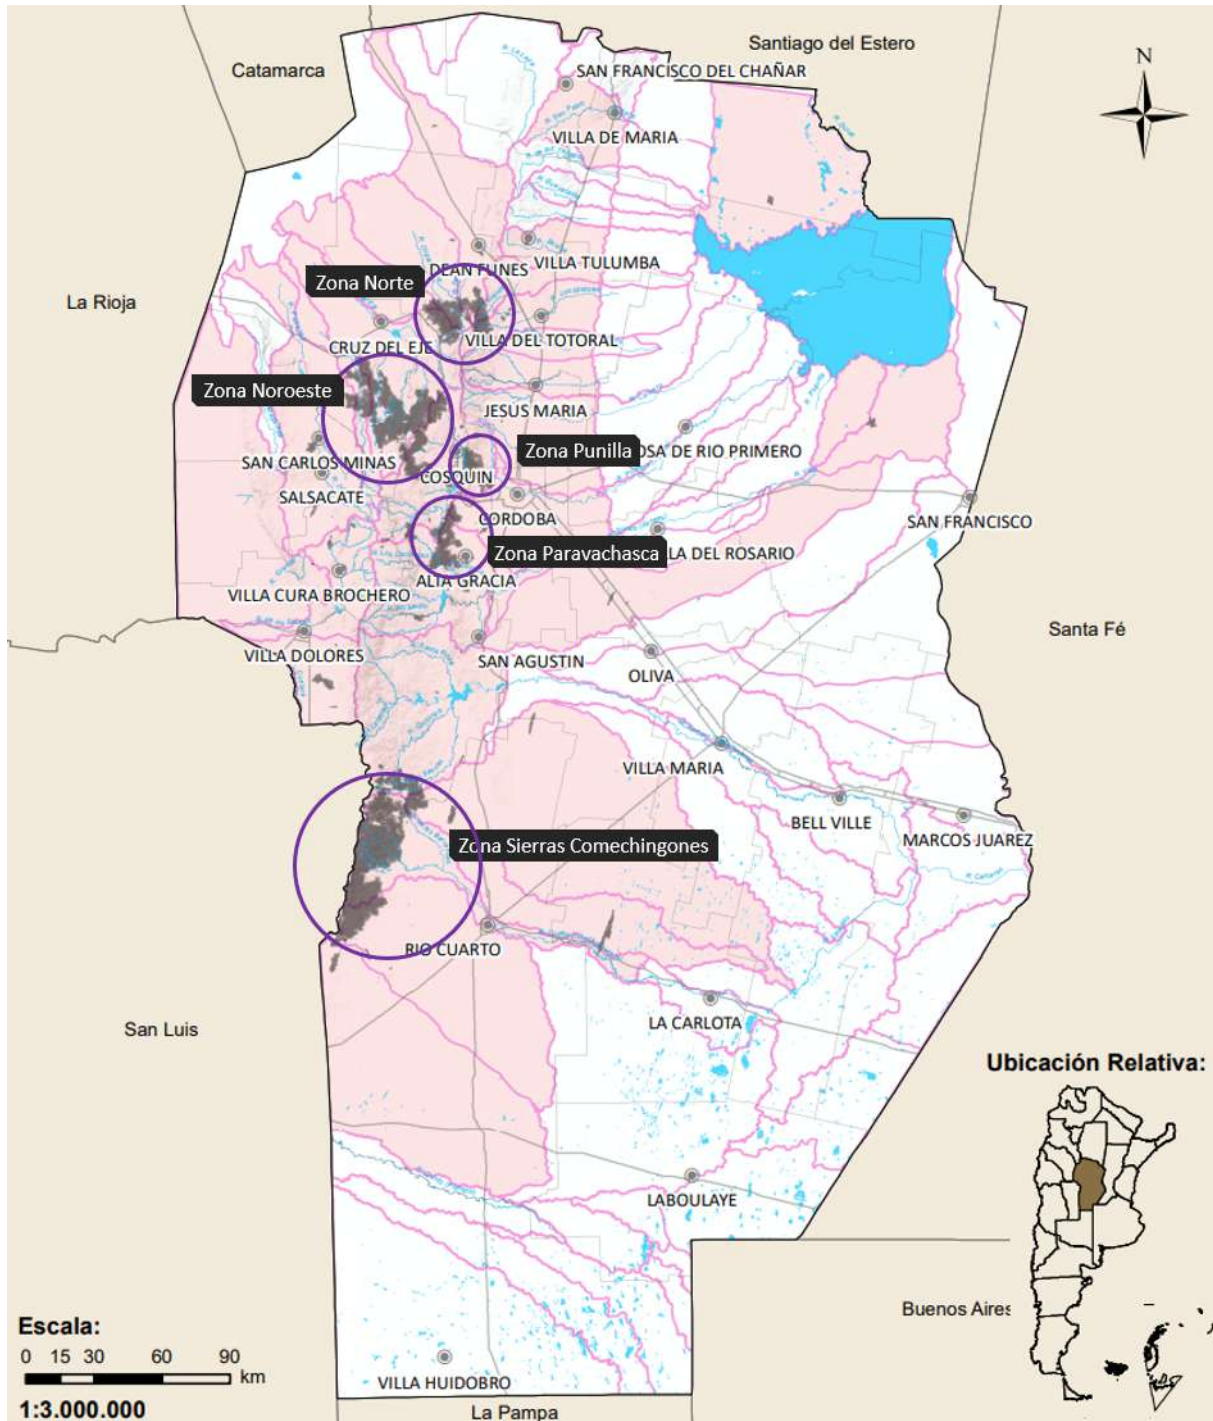 Santiago del Estero
Catamarca
N
SAN FRANCISCO DEL CHAÑAR
VILLA DE MARIA
DEAN FUNES
VILLA TULUMBA
Zona Norte
La Rioja
VILLA DEL TOTORAL
CRUZ DEL EJE
Zona Noroeste
JESUS MARIA
Zona Punilla
OSA DE RIO PRIMERO
SAN CARLOS MINAS
COSQUIN
SALSACATE
CORDOBA
SAN FRANCISCO
Zona Paravachasca
LA DEL ROSARIO
ALTA GRACIA
VILLA CURA BROCHERO
Santa Fé
VILLA DOLORES
SAN AGUSTIN
OLIVA
VILLA MARIA
BELL VILLE
MARCOS JUAREZ
Zona Sierras Comechingones
RIO CUARTO
LA CARLOTA
San Luis
Ubicación Relativa:
LABOULAYE
Buenos Aires
Escala:
0 15 30 60 90
km
VILLA HUIDOBRO
1:3.000.000
La Pampa